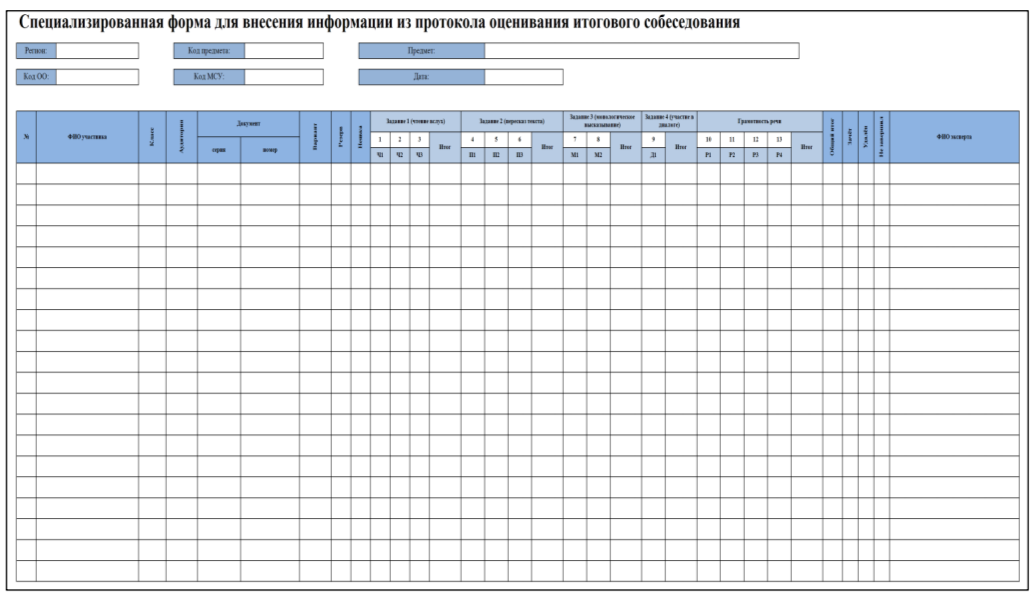 Специализированная форма для внесения информации из протокола оценивания итогового собеседования
Регион: Код предмета: Предмет:
Код ОО: Код МСУ: Дата:
№ ФИО участника Класс Аудитория Документ Вариант Резерв Неявка Задание 1 (чтение вслух) Задание 2 (пересказ текста) Задание 3 (монологическое высказывание) Задание 4 (участие в диалоге) Грамотность речи Общий итог Зачёт Удалён Не завершил ФИО эксперта
серия номер
1 2 3 Итог 4 5 6 Итог 7 8 Итог 9 Итог 10 11 12 13 Итог
Ч1 Ч2 Ч3 П1 П2 П3 М1 М2 Д1 Р1 Р2 Р3 Р4